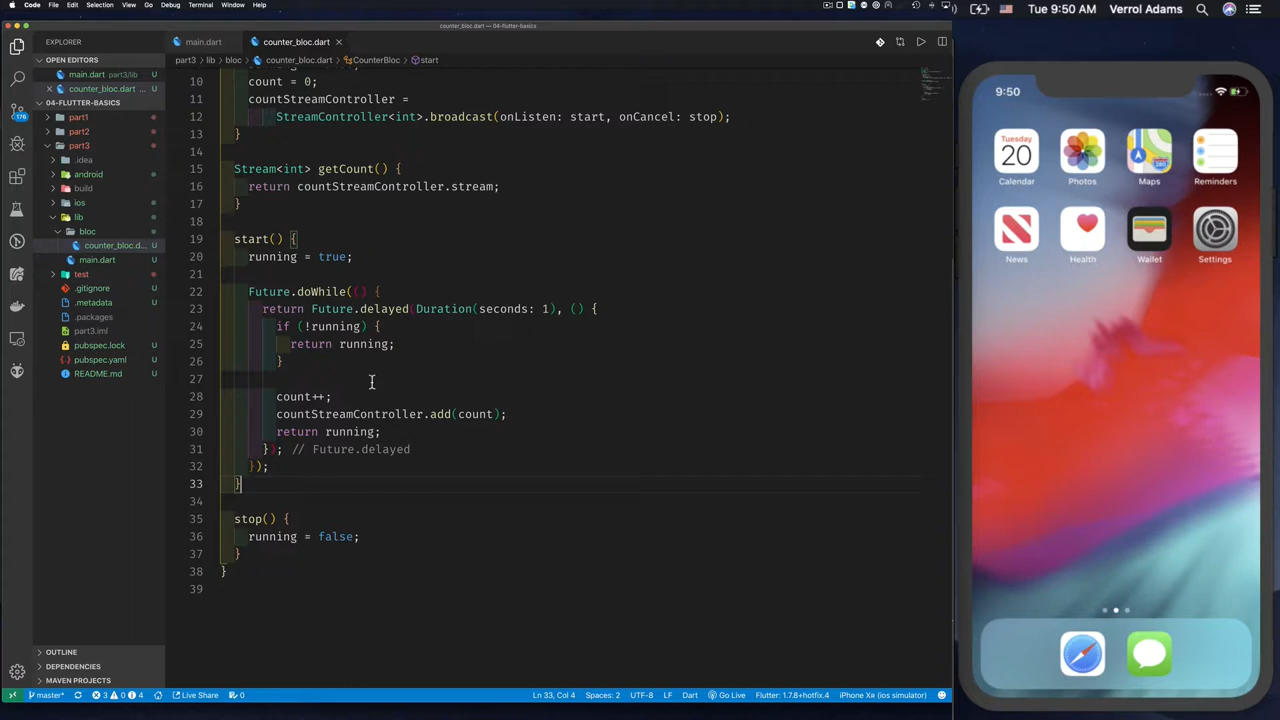 Code File Edit Selection View Go Debug Terminal Window Help
Tue 9:50 AM Verrol Adams
counter_bloc.dart — 04-flutter-basics
EXPLORER
main.dart
counter_bloc.dart
OPEN EDITORS
main.dart part3/lib U
counter_bloc.dart ... U
04-FLUTTER-BASICS
part1
part2
part3
.idea
android
build
ios
lib
bloc
counter_bloc.d... U
main.dart U
test
.gitignore U
.metadata U
.packages
part3.iml
pubspec.lock U
pubspec.yaml U
README.md U
OUTLINE
DEPENDENCIES
MAVEN PROJECTS
176
part3 › lib › bloc › counter_bloc.dart › CounterBloc › start
10 count = 0;
11 countStreamController =
12 StreamController<int>.broadcast(onListen: start, onCancel: stop);
13 }
14
15 Stream<int> getCount() {
16 return countStreamController.stream;
17 }
18
19 start() {
20 running = true;
21
22 Future.doWhile(() {
23 return Future.delayed(Duration(seconds: 1), () {
24 if (!running) {
25 return running;
26 }
27
28 count++;
29 countStreamController.add(count);
30 return running;
31 }); // Future.delayed
32 });
33 }
34
35 stop() {
36 running = false;
37 }
38 }
39
master* 3 0 4 Live Share 0 Ln 33, Col 4 Spaces: 2 UTF-8 LF Dart Go Live Flutter: 1.7.8+hotfix.4 iPhone Xʀ (ios simulator)
9:50
Tuesday
20
280
Calendar Photos Maps Reminders
News Health Wallet Settings